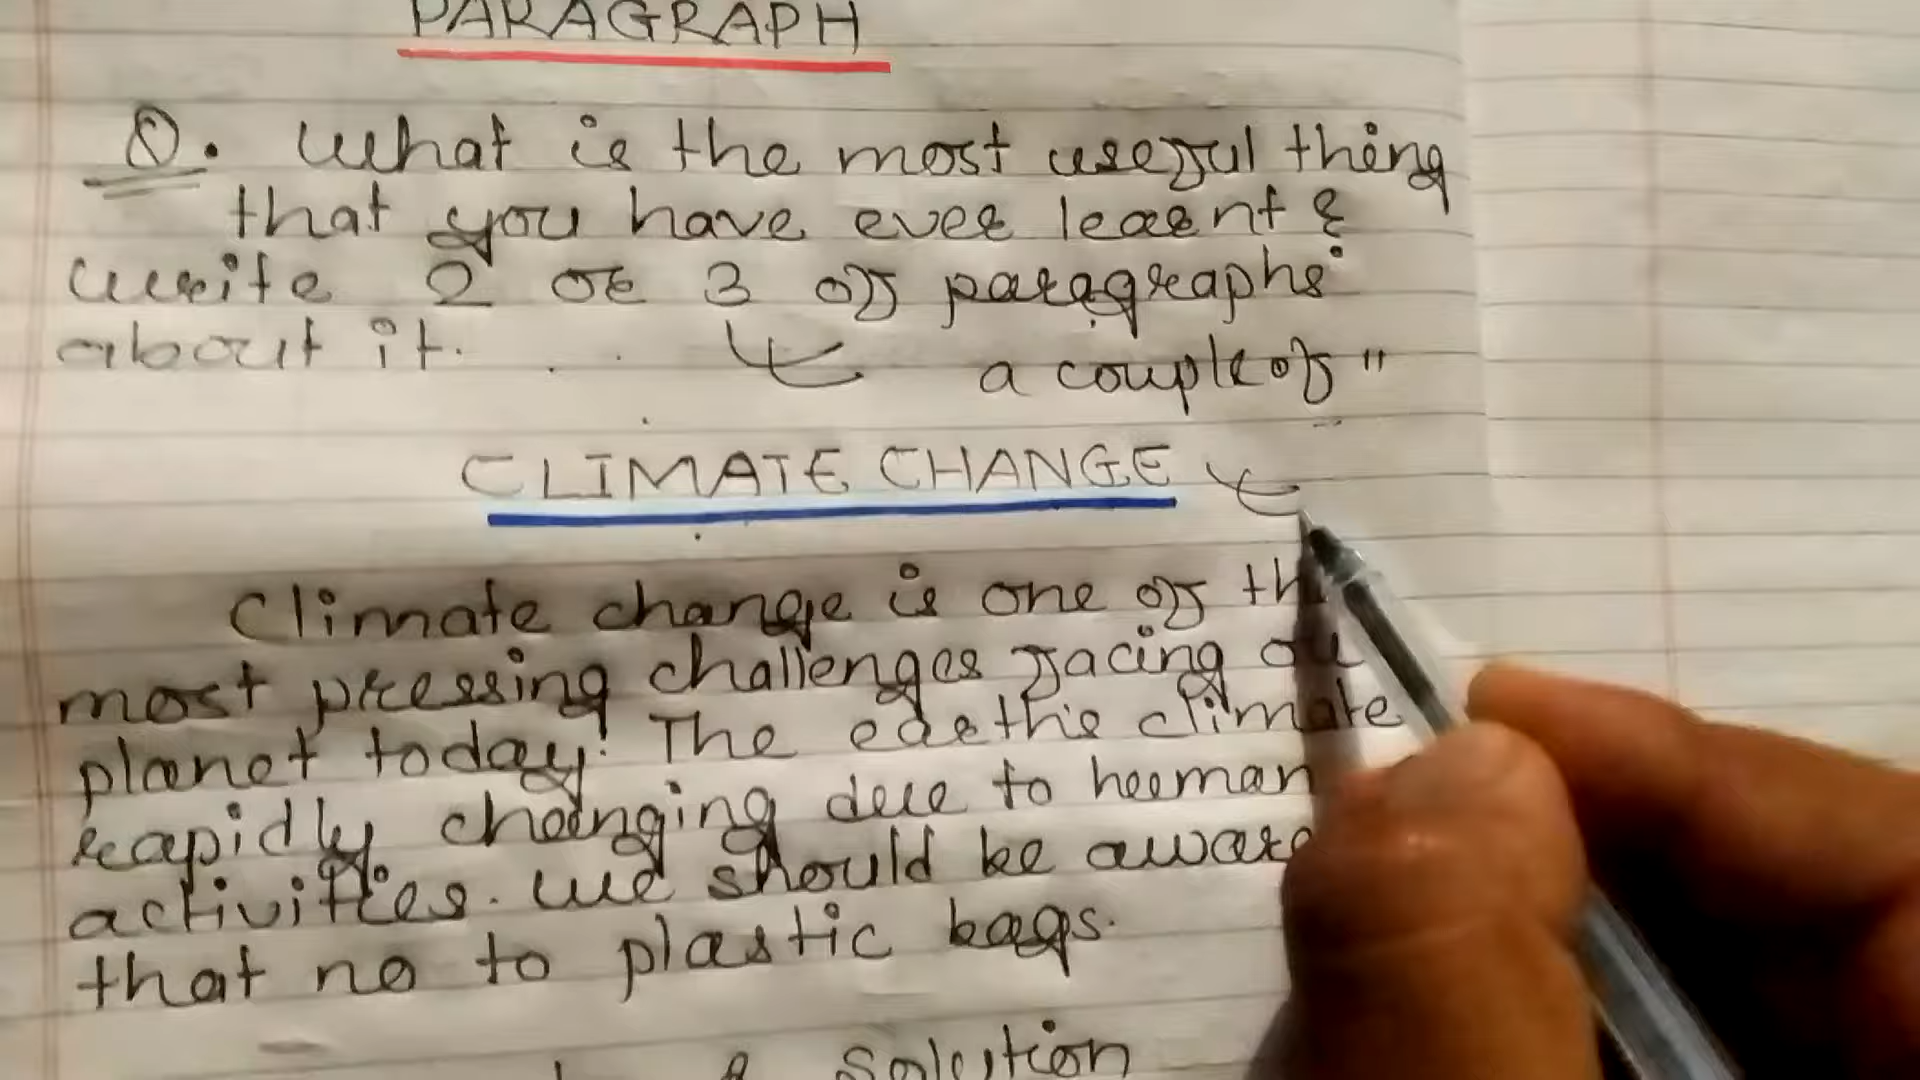 PARAGRAPH
Q. What is the most useful thing
that you have ever learnt &
write 2 or 3 of paragraphs
about it.
a couple of "
CLIMATE CHANGE
Climate change is one of th
most pressing challenges facing ou
planet today! The earth's climate
rapidly changing due to human
activities. We should be aware
that no to plastic bags.
Solution